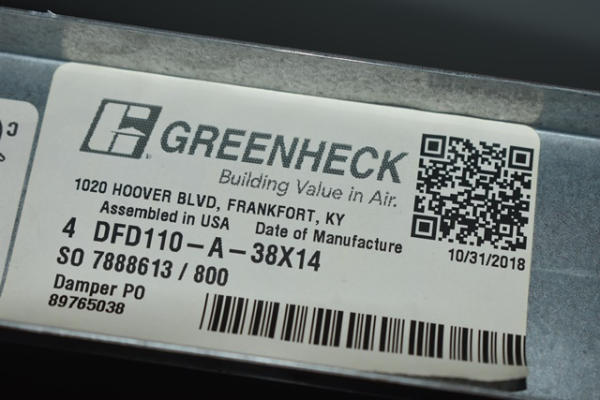 GREENHECK
Building Value in Air.
1020 HOOVER BLVD, FRANKFORT, KY
Assembled in USA Date of Manufacture
10/31/2018
4 DFD110-A-38X14
SO 7888613 / 800
Damper PO
89765038